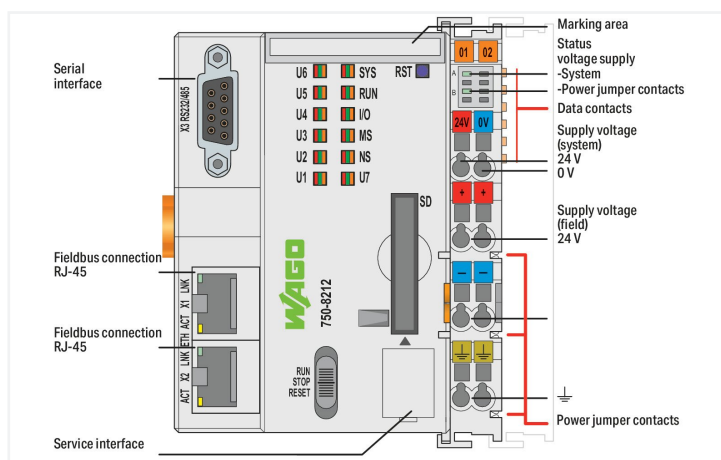 Marking area
Status
voltage supply
-System
-Power jumper contacts
Data contacts
Supply voltage
(system)
24 V
0 V
Supply voltage
(field)
24 V
Power jumper contacts
Serial
interface
Fieldbus connection
RJ-45
Fieldbus connection
RJ-45
Service interface
X3 RS232/485
U6 SYS
U5 RUN
U4 I/O
U3 MS
U2 NS
U1 U7
RST
SD
WAGO
750-8212
RUN
STOP
RESET
ACT X1 LNK
ETH
ACT X2 LNK
01 02
A
B
24V 0V
+ +
− −